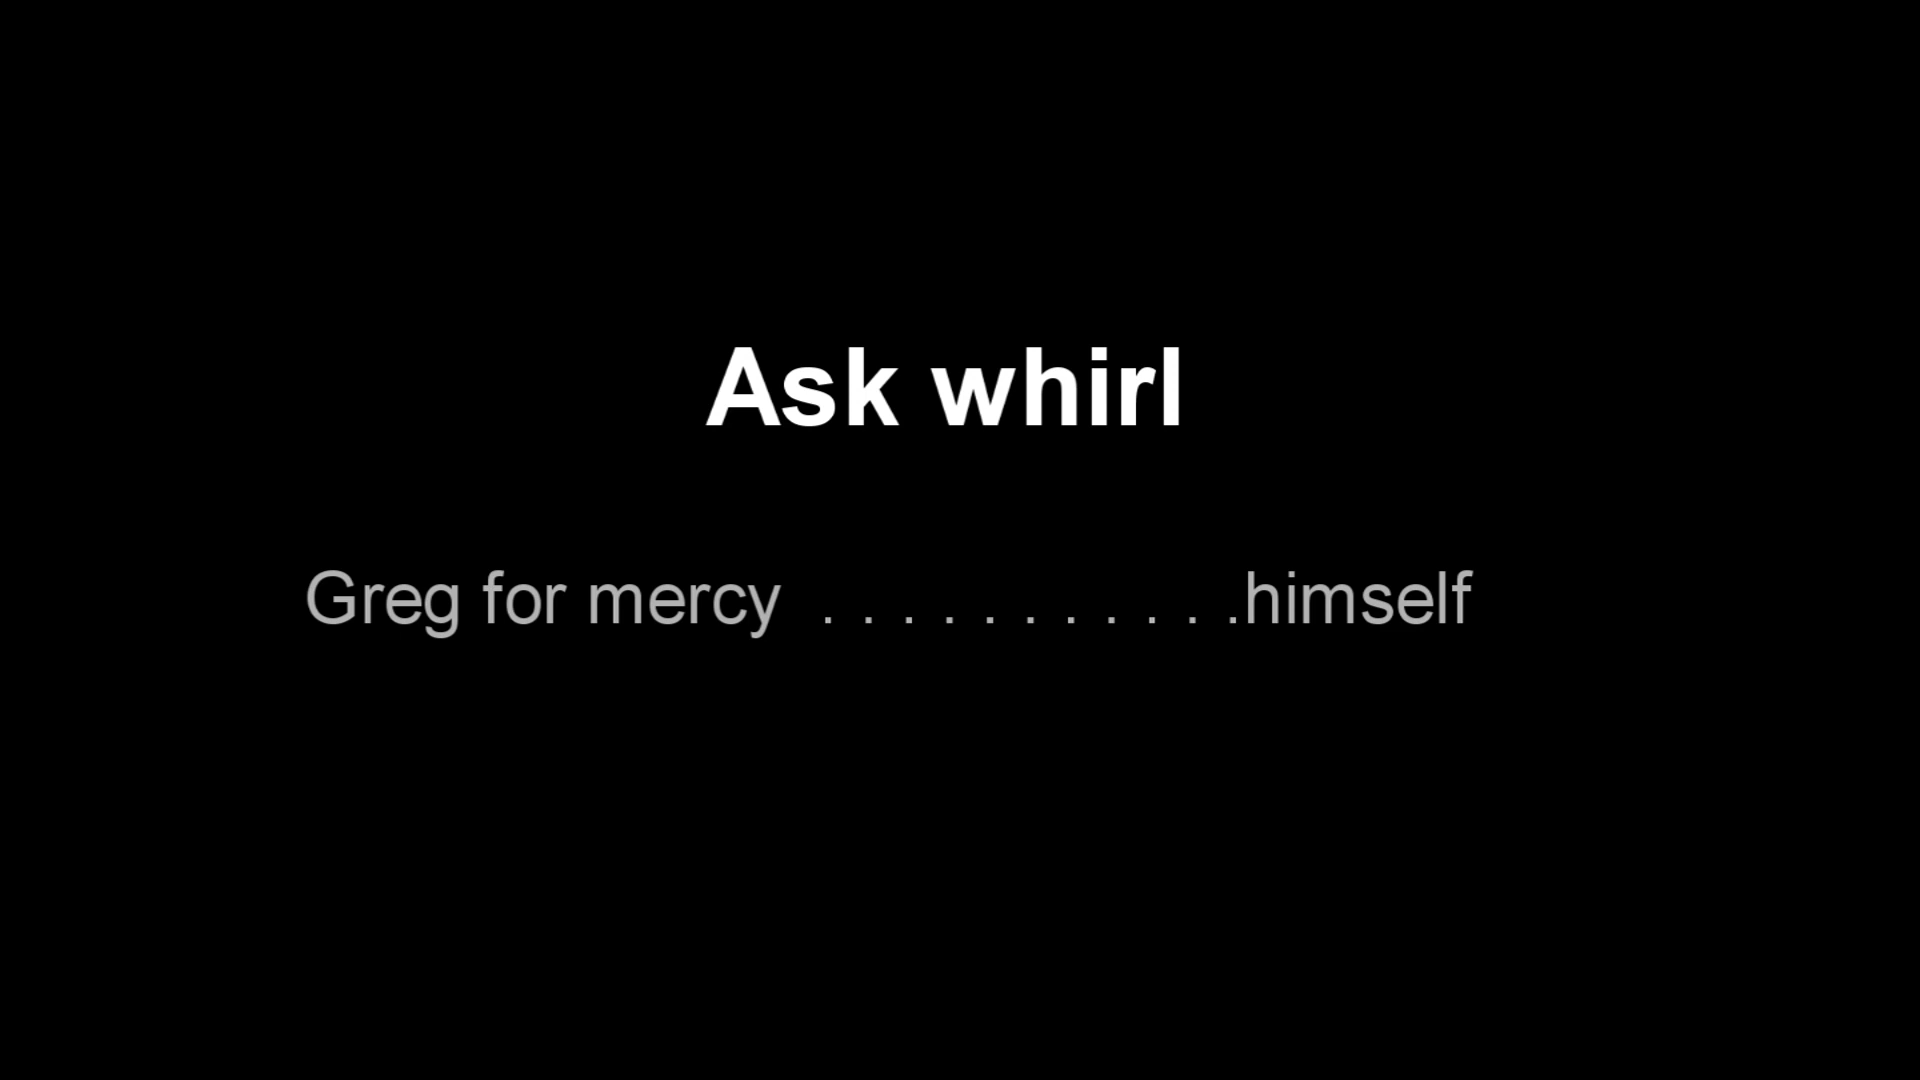 Ask whirl
Greg for mercy . . . . . . . . . . .himself